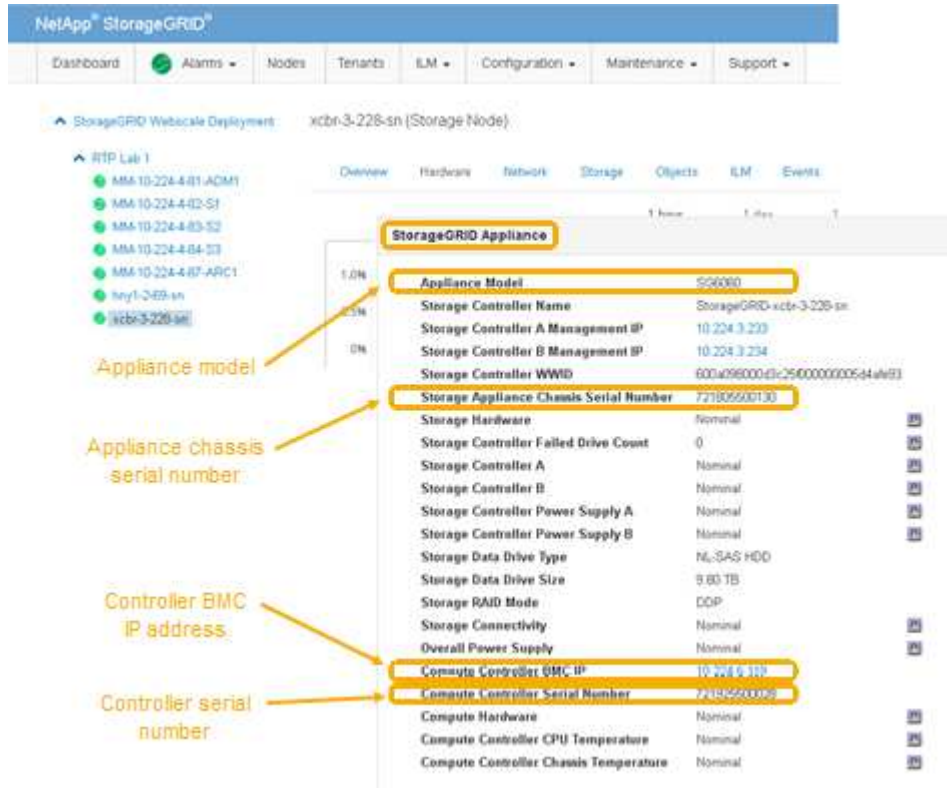 NetApp® StorageGRID®
Dashboard Alarms Nodes Tenants ILM Configuration Maintenance Support
StorageGRID Webscale Deployment
xcbr-3-228-sn (Storage Node)
RTP Lab 1
MM-10-224-4-81-ADM1
MM-10-224-4-82-S1
MM-10-224-4-83-S2
MM-10-224-4-84-S3
MM-10-224-4-87-ARC1
hny1-2-69-sn
xcbr-3-228-sn
Overview Hardware Network Storage Objects ILM Events
1 hour 1 day 1
StorageGRID Appliance
1.0%
0%
Appliance Model SG6060
Storage Controller Name StorageGRID-xcbr-3-228-sn
Storage Controller A Management IP 10.224.3.233
Storage Controller B Management IP 10.224.3.234
Storage Controller WWID
Storage Appliance Chassis Serial Number 721805500130
Storage Hardware Nominal
Storage Controller Failed Drive Count 0
Storage Controller A Nominal
Storage Controller B Nominal
Storage Controller Power Supply A Nominal
Storage Controller Power Supply B Nominal
Storage Data Drive Type NL-SAS HDD
Storage Data Drive Size 9.80 TB
Storage RAID Mode DDP
Storage Connectivity Nominal
Overall Power Supply Nominal
Compute Controller BMC IP
Compute Controller Serial Number
Compute Hardware Nominal
Compute Controller CPU Temperature Nominal
Compute Controller Chassis Temperature Nominal
Appliance model
Appliance chassis
serial number
Controller BMC
IP address
Controller serial
number